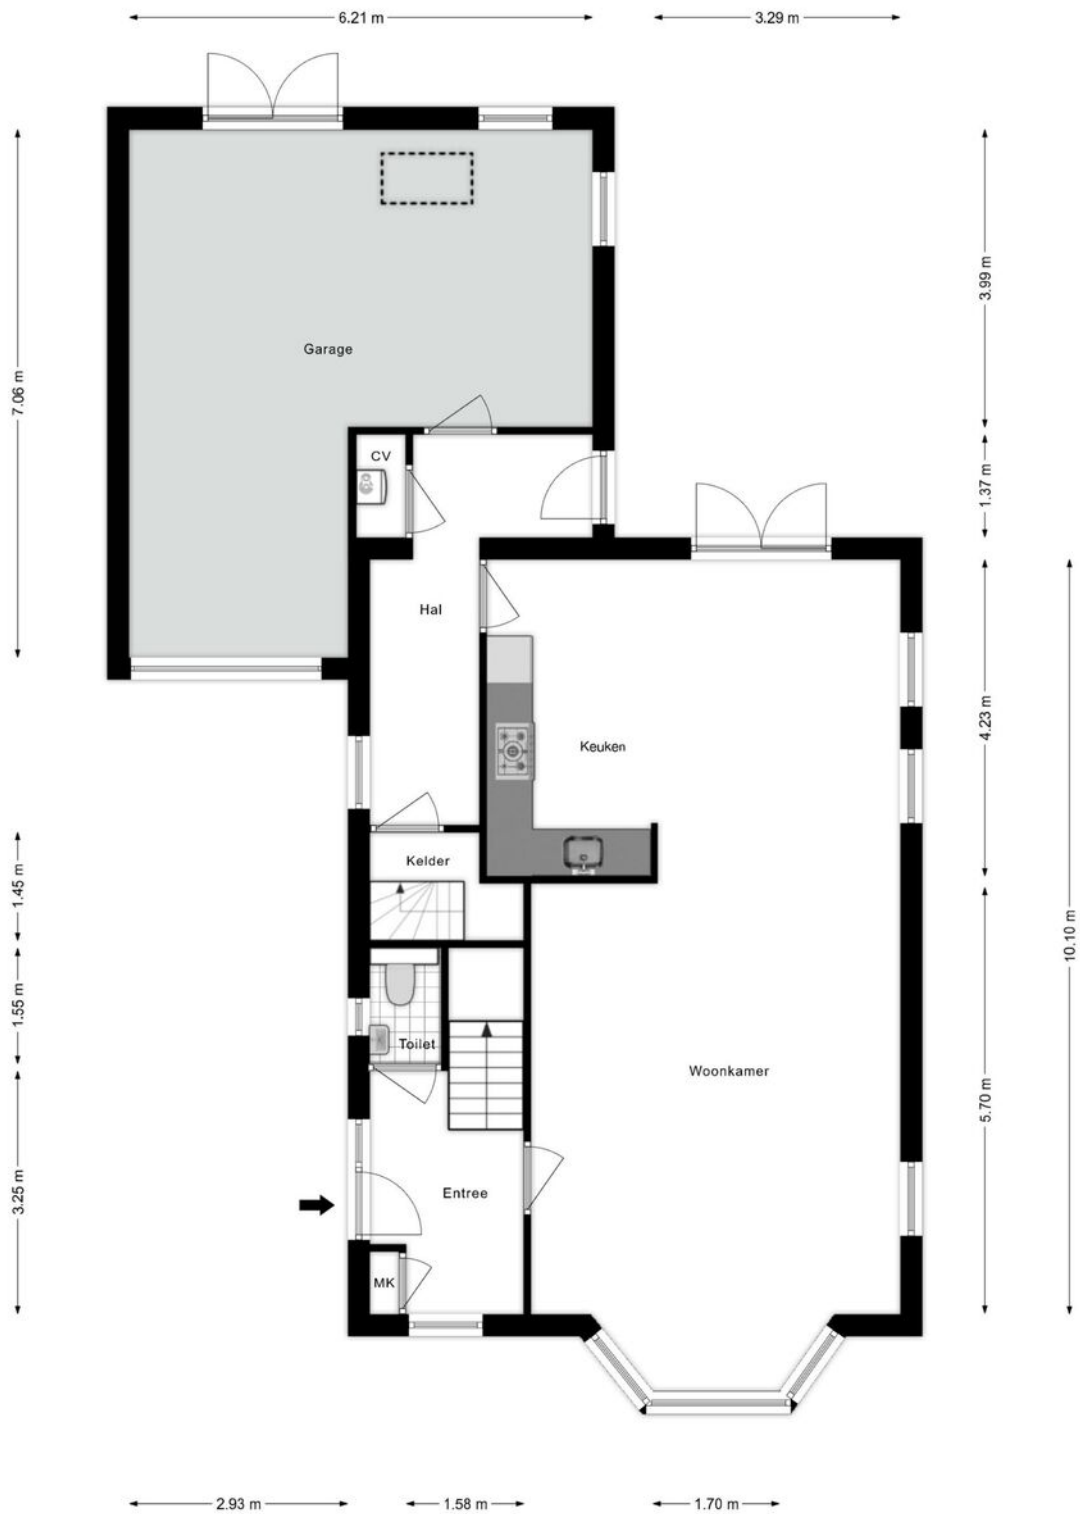 6.21 m
3.29 m
3.99 m
Garage
7.06 m
CV
1.37 m
Hal
4.23 m
Keuken
Kelder
1.45 m
10.10 m
1.55 m
Toilet
Woonkamer
5.70 m
3.25 m
Entree
MK
2.93 m
1.58 m
1.70 m